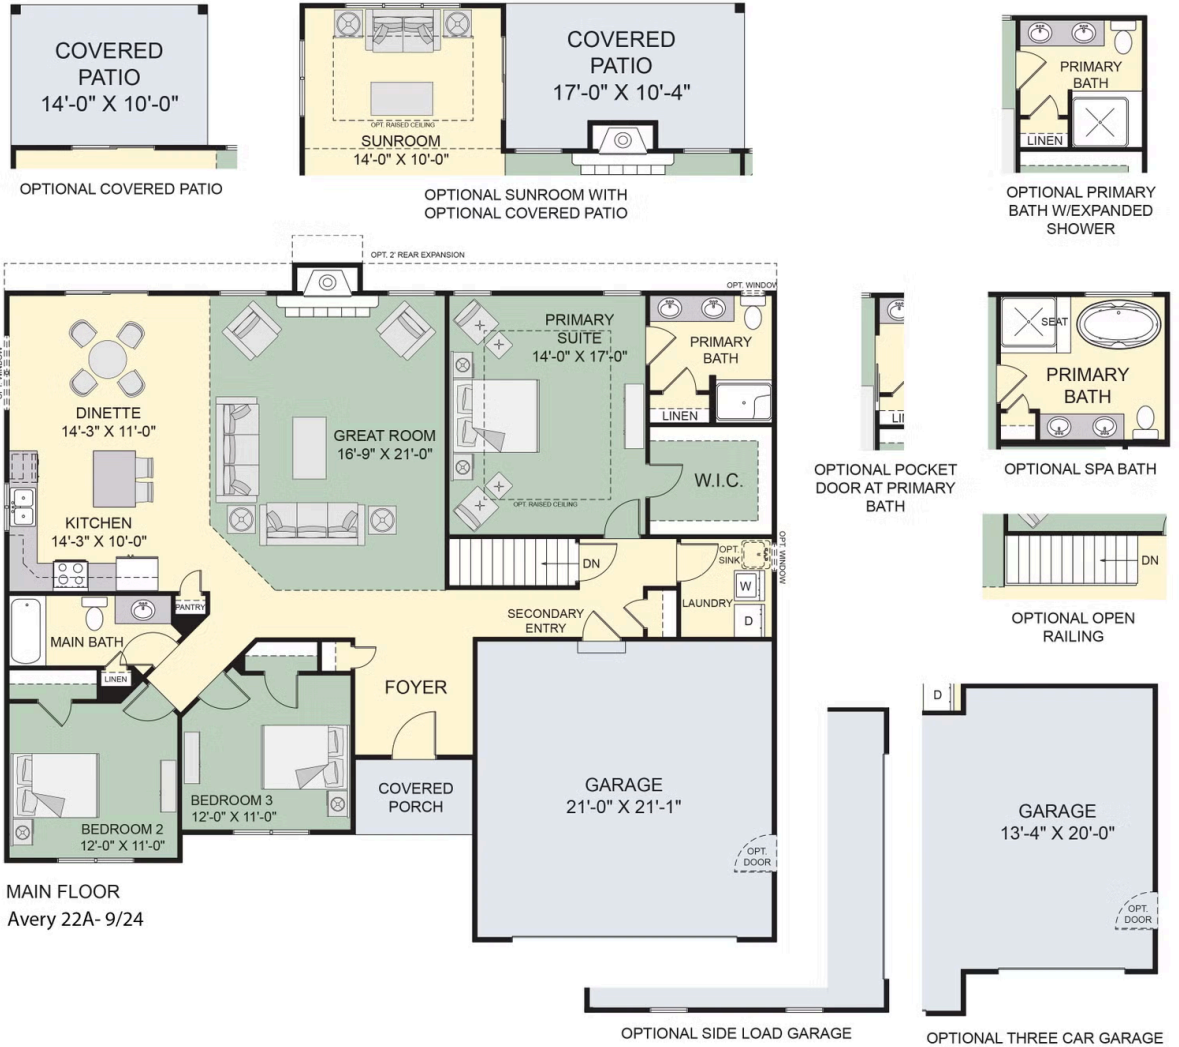 COVERED
PATIO
14'-0" X 10'-0"
OPTIONAL COVERED PATIO
OPT. RAISED CEILING
SUNROOM
14'-0" X 10'-0"
COVERED
PATIO
17'-0" X 10'-4"
OPTIONAL SUNROOM WITH
OPTIONAL COVERED PATIO
PRIMARY
BATH
LINEN
OPTIONAL PRIMARY
BATH W/EXPANDED
SHOWER
OPT. 2' REAR EXPANSION
OPT. WINDOW
DINETTE
14'-3" X 11'-0"
KITCHEN
14'-3" X 10'-0"
GREAT ROOM
16'-9" X 21'-0"
PRIMARY
SUITE
14'-0" X 17'-0"
OPT. RAISED CEILING
PRIMARY
BATH
LINEN
W.I.C.
OPT. WINDOW
DN
OPT.
SINK
W
D
LAUNDRY
SECONDARY
ENTRY
PANTRY
MAIN BATH
LINEN
FOYER
BEDROOM 2
12'-0" X 11'-0"
BEDROOM 3
12'-0" X 11'-0"
COVERED
PORCH
GARAGE
21'-0" X 21'-1"
OPT.
DOOR
MAIN FLOOR
Avery 22A- 9/24
LI
OPTIONAL POCKET
DOOR AT PRIMARY
BATH
SEAT
PRIMARY
BATH
OPTIONAL SPA BATH
DN
OPTIONAL OPEN
RAILING
OPTIONAL SIDE LOAD GARAGE
D
GARAGE
13'-4" X 20'-0"
OPT.
DOOR
OPTIONAL THREE CAR GARAGE